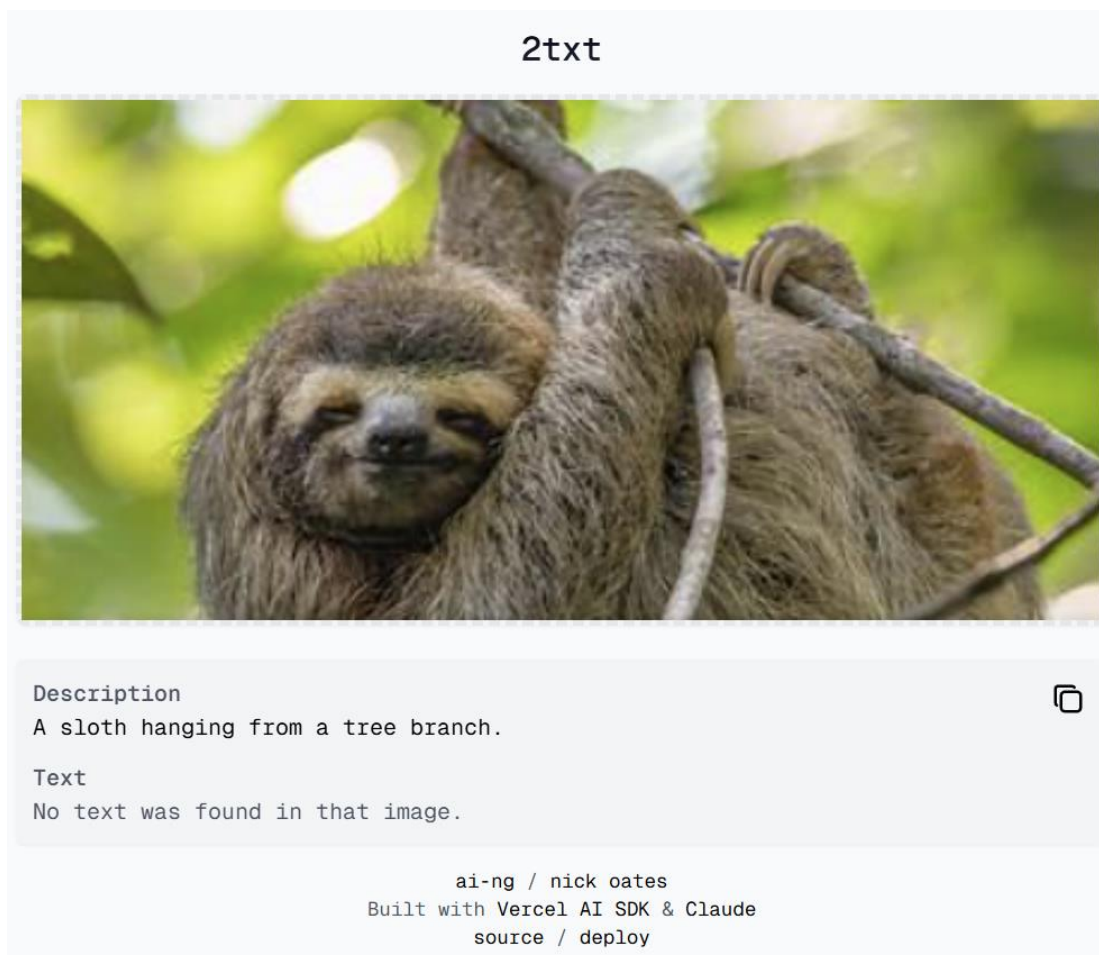 2txt
Description
A sloth hanging from a tree branch.
Text
No text was found in that image.
ai-ng / nick oates
Built with Vercel AI SDK & Claude
source / deploy